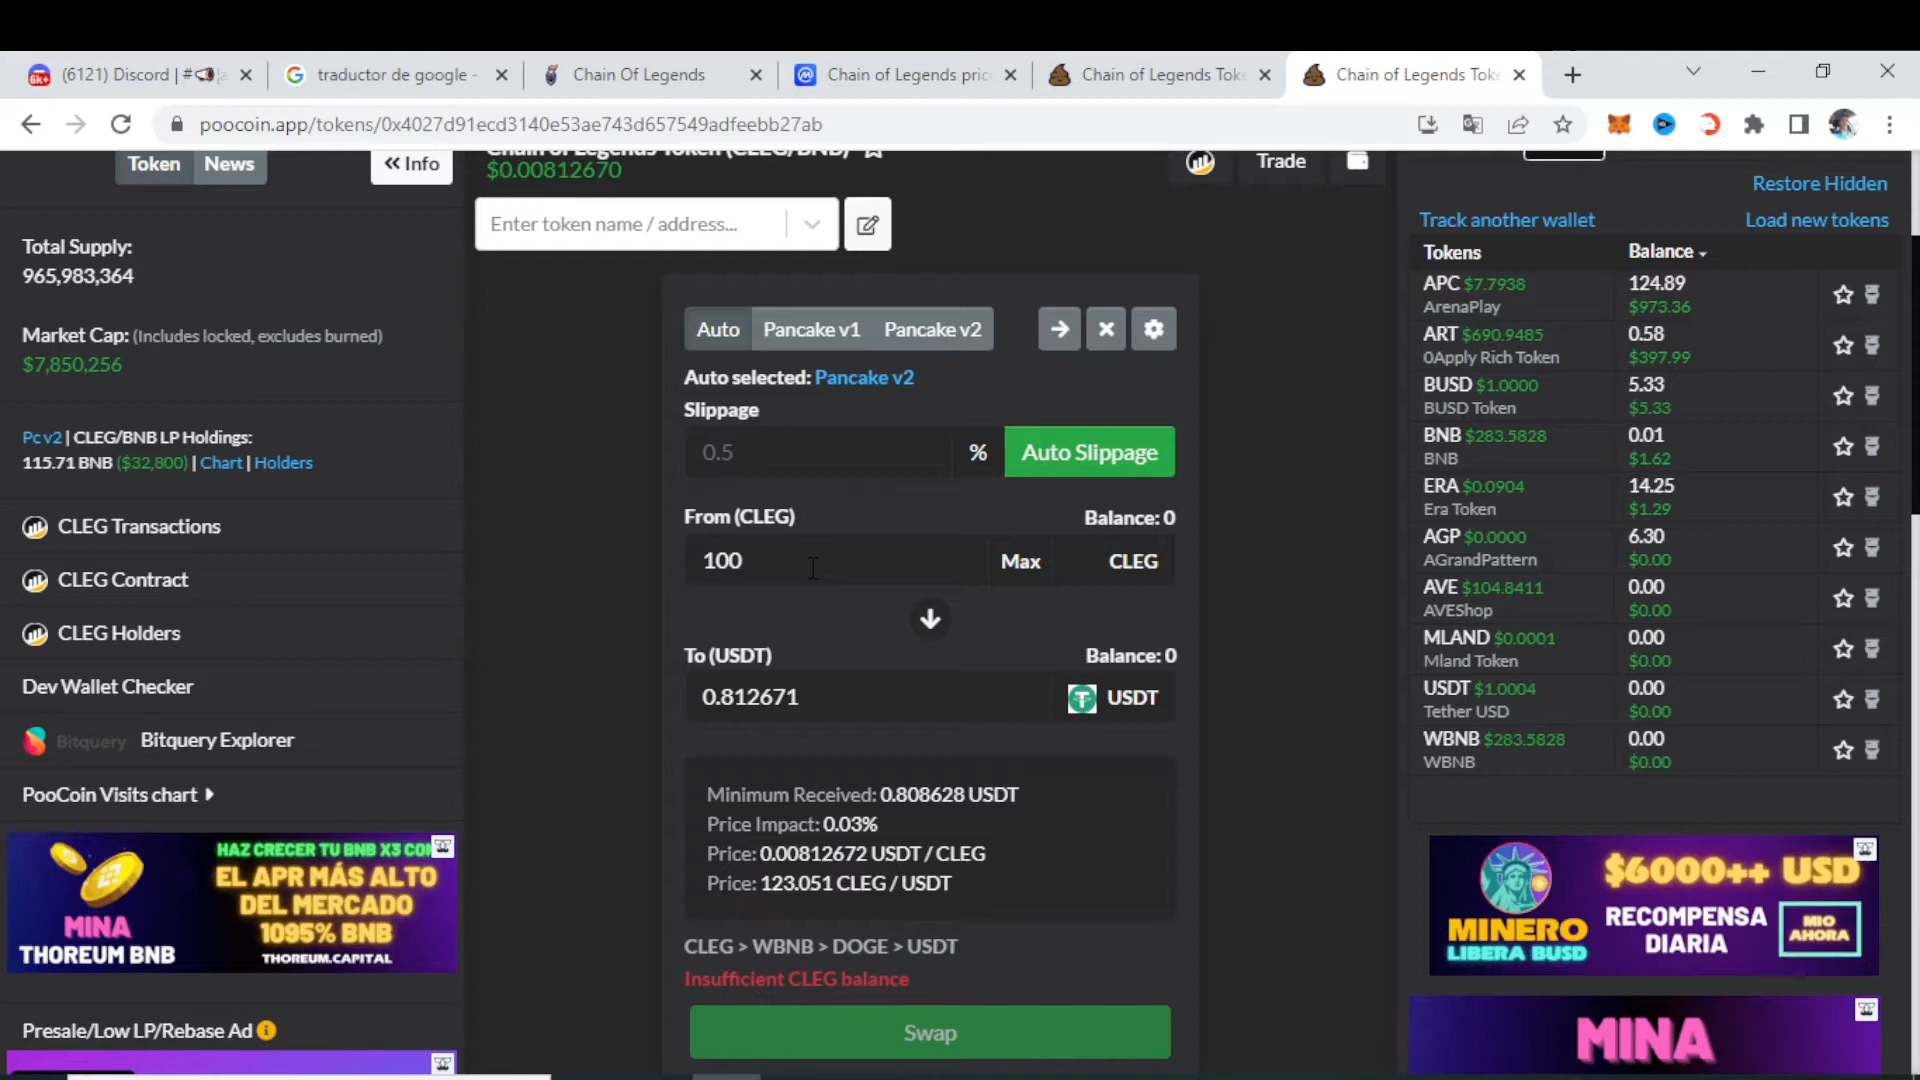 (6121) Discord | #
traductor de google -
Chain Of Legends
Chain of Legends pric
Chain of Legends Toke
Chain of Legends Toke
poocoin.app/tokens/0x4027d91ecd3140e53ae743d657549adfeebb27ab
Token
News
Info
Chain of Legends Token (CLEG/BNB)
$0.00812670
Trade
Enter token name / address...
Total Supply:
965,983,364
Market Cap: (Includes locked, excludes burned)
$7,850,256
Pc v2 | CLEG/BNB LP Holdings:
115.71 BNB ($32,800) | Chart | Holders
CLEG Transactions
CLEG Contract
CLEG Holders
Dev Wallet Checker
Bitquery Bitquery Explorer
PooCoin Visits chart
HAZ CRECER TU BNB X3 CON
EL APR MÁS ALTO
DEL MERCADO
1095% BNB
THOREUM.CAPITAL
MINA
THOREUM BNB
Presale/Low LP/Rebase Ad
Auto
Pancake v1
Pancake v2
Auto selected: Pancake v2
Slippage
0.5
%
Auto Slippage
From (CLEG)
Balance: 0
100
Max
CLEG
To (USDT)
Balance: 0
0.812671
USDT
Minimum Received: 0.808628 USDT
Price Impact: 0.03%
Price: 0.00812672 USDT / CLEG
Price: 123.051 CLEG / USDT
CLEG > WBNB > DOGE > USDT
Insufficient CLEG balance
Swap
Restore Hidden
Track another wallet
Load new tokens
Tokens
Balance
APC $7.7938
124.89
ArenaPlay
$973.36
ART $690.9485
0.58
0Apply Rich Token
$397.99
BUSD $1.0000
5.33
BUSD Token
$5.33
BNB $283.5828
0.01
BNB
$1.62
ERA $0.0904
14.25
Era Token
$1.29
AGP $0.0000
6.30
AGrandPattern
$0.00
AVE $104.8411
0.00
AVEShop
$0.00
MLAND $0.0001
0.00
Mland Token
$0.00
USDT $1.0004
0.00
Tether USD
$0.00
WBNB $283.5828
0.00
WBNB
$0.00
$6000++ USD
RECOMPENSA
DIARIA
MIO
AHORA
MINERO
LIBERA BUSD
MINA